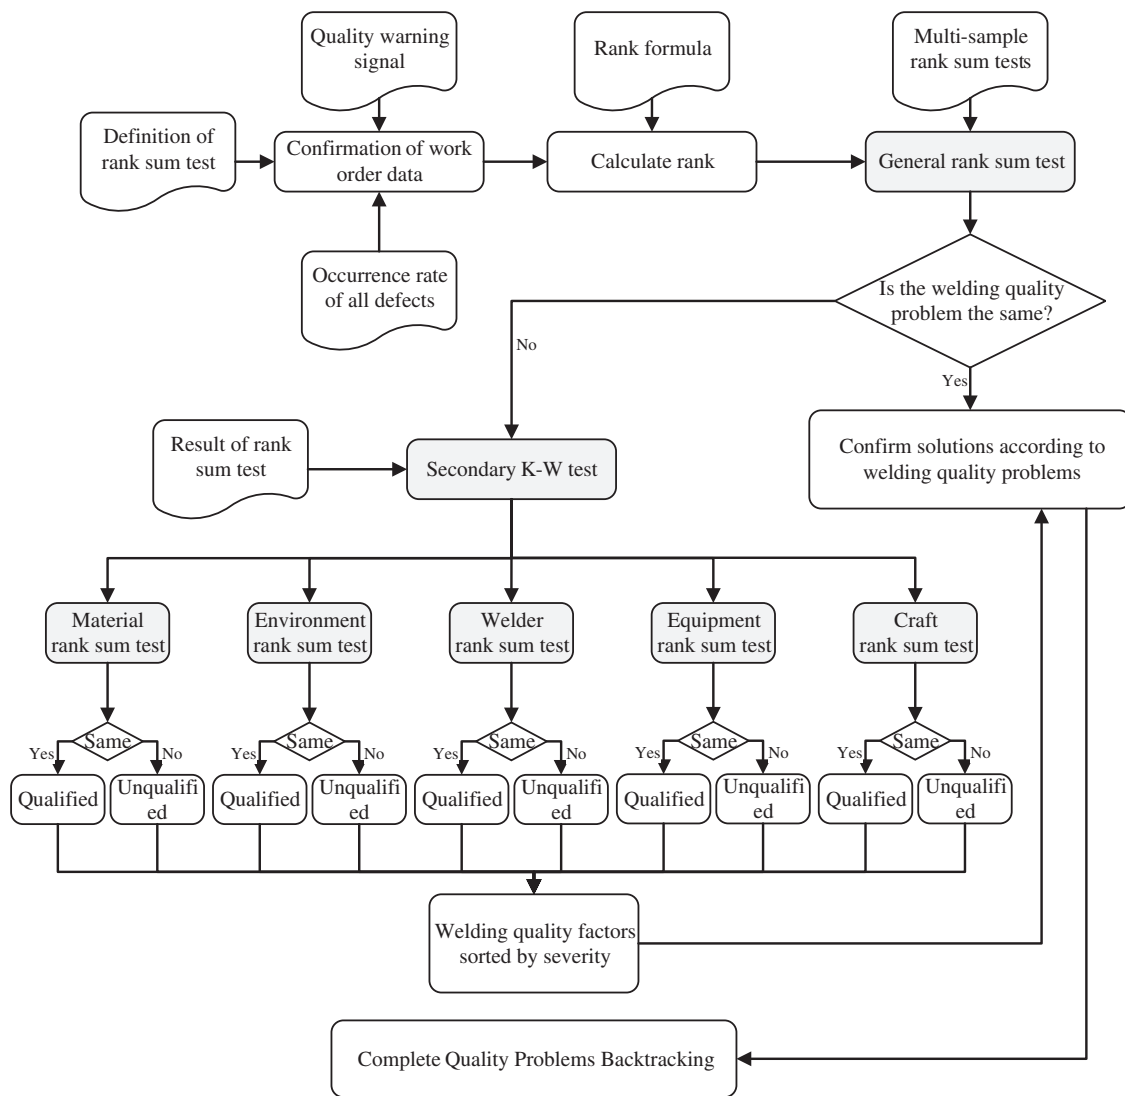 Quality warning
signal
Rank formula
Multi-sample
rank sum tests
Definition of
rank sum test
Confirmation of work
order data
Calculate rank
General rank sum test
Occurrence rate
of all defects
Is the welding quality
problem the same?
No
Yes
Result of rank
sum test
Secondary K-W test
Confirm solutions according to
welding quality problems
Material
rank sum test
Environment
rank sum test
Welder
rank sum test
Equipment
rank sum test
Craft
rank sum test
Yes
Same
No
Yes
Same
No
Yes
Same
No
Yes
Same
No
Yes
Same
No
Qualified
Unqualifi
ed
Qualified
Unqualifi
ed
Qualified
Unqualifi
ed
Qualified
Unqualifi
ed
Qualified
Unqualifi
ed
Welding quality factors
sorted by severity
Complete Quality Problems Backtracking